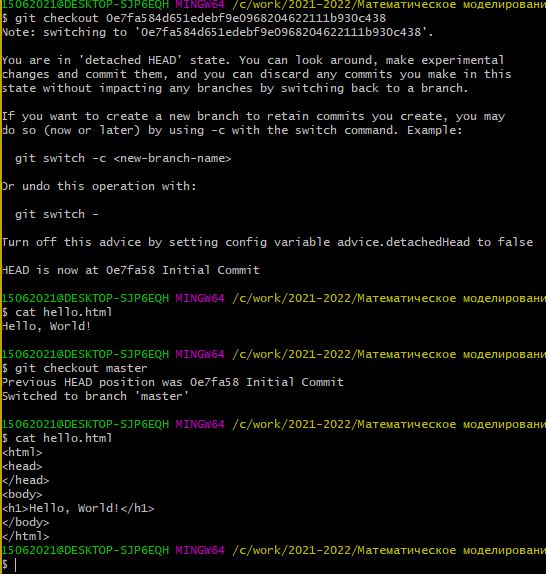 15062021@DESKTOP-SJP6EQH MINGW64 /c/work/2021-2022/Математическое моделировани
$ git checkout 0e7fa584d651edebf9e0968204622111b930c438
Note: switching to '0e7fa584d651edebf9e0968204622111b930c438'.

You are in 'detached HEAD' state. You can look around, make experimental
changes and commit them, and you can discard any commits you make in this
state without impacting any branches by switching back to a branch.

If you want to create a new branch to retain commits you create, you may
do so (now or later) by using -c with the switch command. Example:

  git switch -c <new-branch-name>

Or undo this operation with:

  git switch -

Turn off this advice by setting config variable advice.detachedHead to false

HEAD is now at 0e7fa58 Initial Commit

15062021@DESKTOP-SJP6EQH MINGW64 /c/work/2021-2022/Математическое моделировани
$ cat hello.html
Hello, World!

15062021@DESKTOP-SJP6EQH MINGW64 /c/work/2021-2022/Математическое моделировани
$ git checkout master
Previous HEAD position was 0e7fa58 Initial Commit
Switched to branch 'master'

15062021@DESKTOP-SJP6EQH MINGW64 /c/work/2021-2022/Математическое моделировани
$ cat hello.html
<html>
<head>
</head>
<body>
<h1>Hello, World!</h1>
</body>
</html>
15062021@DESKTOP-SJP6EQH MINGW64 /c/work/2021-2022/Математическое моделировани
$